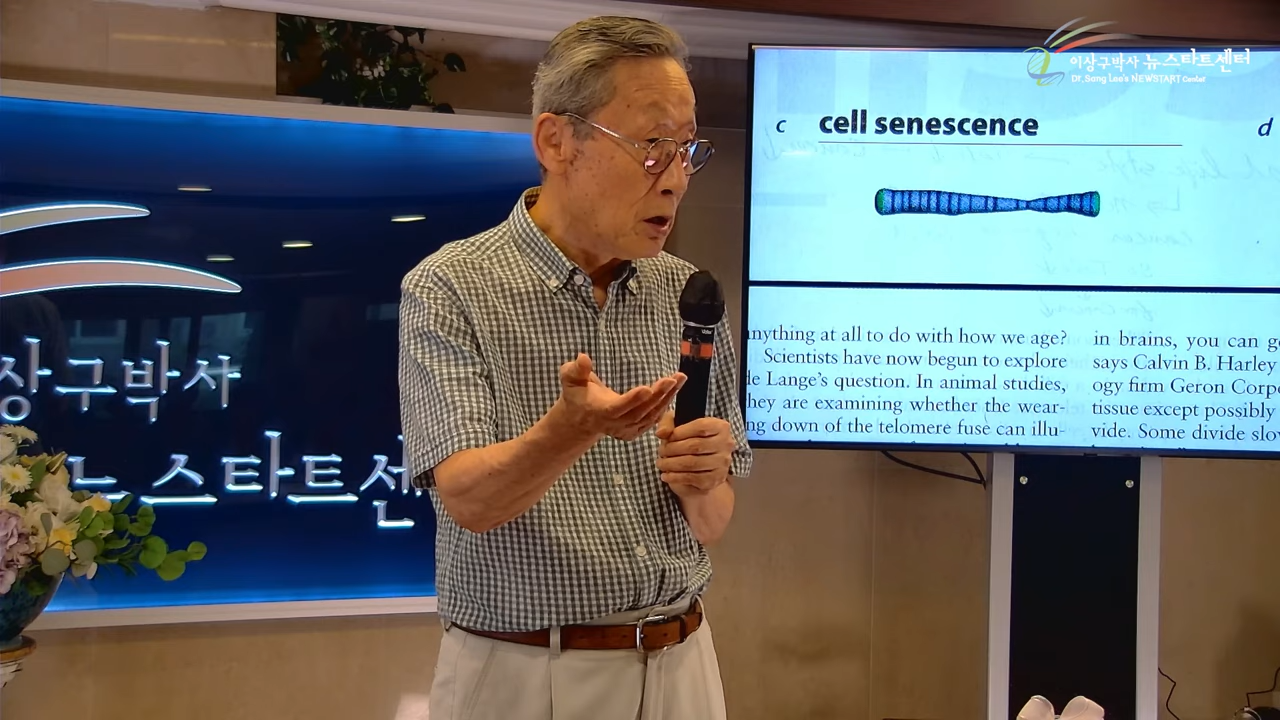 이상구박사 뉴스타트센터
Dr. Sang Lee's NEWSTART Center
c
cell senescence
d
nything at all to do with how we age?
Scientists have now begun to explore
de Lange's question. In animal studies,
hey are examining whether the wear-
ng down of the telomere fuse can illu-
in brains, you can g
says Calvin B. Harley
ogy firm Geron Corp
tissue except possibly
vide. Some divide slo
상구박사
뉴스타트센